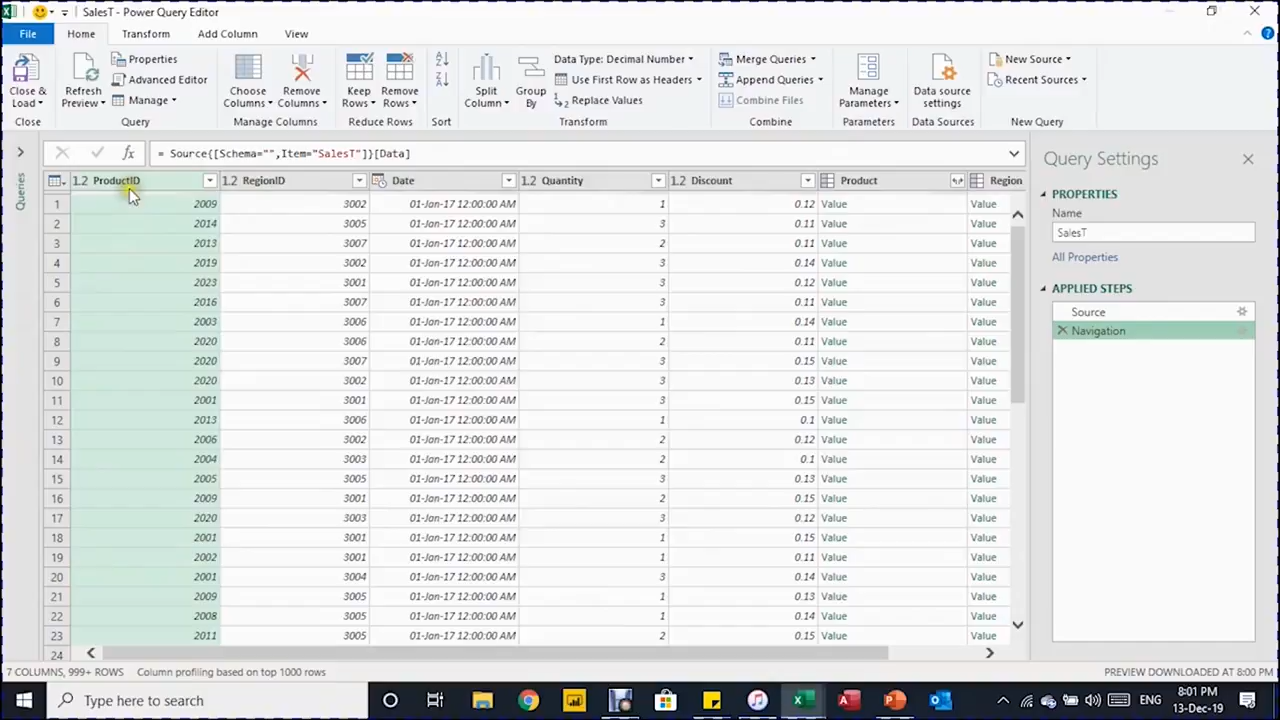 SalesT - Power Query Editor
File Home Transform Add Column View
Close & Load
Refresh Preview
Properties
Advanced Editor
Manage
Choose Columns
Remove Columns
Keep Rows
Remove Rows
Split Column
Group By
Data Type: Decimal Number
Use First Row as Headers
Replace Values
Merge Queries
Append Queries
Combine Files
Manage Parameters
Data source settings
New Source
Recent Sources
Close Query Manage Columns Reduce Rows Sort Transform Combine Parameters Data Sources New Query
fx = Source{[Schema="",Item="SalesT"]}[Data]
Queries
1.2 ProductID 1.2 RegionID Date 1.2 Quantity 1.2 Discount Product Region
1 2009 3002 01-Jan-17 12:00:00 AM 1 0.12 Value Value
2 2014 3005 01-Jan-17 12:00:00 AM 3 0.11 Value Value
3 2013 3007 01-Jan-17 12:00:00 AM 2 0.11 Value Value
4 2019 3002 01-Jan-17 12:00:00 AM 3 0.14 Value Value
5 2023 3001 01-Jan-17 12:00:00 AM 3 0.12 Value Value
6 2016 3007 01-Jan-17 12:00:00 AM 3 0.11 Value Value
7 2003 3006 01-Jan-17 12:00:00 AM 1 0.14 Value Value
8 2020 3006 01-Jan-17 12:00:00 AM 2 0.11 Value Value
9 2020 3007 01-Jan-17 12:00:00 AM 3 0.15 Value Value
10 2020 3002 01-Jan-17 12:00:00 AM 3 0.13 Value Value
11 2001 3001 01-Jan-17 12:00:00 AM 3 0.15 Value Value
12 2013 3006 01-Jan-17 12:00:00 AM 1 0.1 Value Value
13 2006 3002 01-Jan-17 12:00:00 AM 2 0.12 Value Value
14 2004 3003 01-Jan-17 12:00:00 AM 2 0.1 Value Value
15 2005 3005 01-Jan-17 12:00:00 AM 3 0.13 Value Value
16 2009 3001 01-Jan-17 12:00:00 AM 2 0.15 Value Value
17 2020 3003 01-Jan-17 12:00:00 AM 3 0.12 Value Value
18 2001 3001 01-Jan-17 12:00:00 AM 1 0.15 Value Value
19 2002 3001 01-Jan-17 12:00:00 AM 1 0.11 Value Value
20 2001 3004 01-Jan-17 12:00:00 AM 3 0.14 Value Value
21 2009 3005 01-Jan-17 12:00:00 AM 1 0.13 Value Value
22 2008 3005 01-Jan-17 12:00:00 AM 1 0.14 Value Value
23 2011 3005 01-Jan-17 12:00:00 AM 2 0.15 Value Value
24
Query Settings
PROPERTIES
Name
SalesT
All Properties
APPLIED STEPS
Source
Navigation
7 COLUMNS, 999+ ROWS Column profiling based on top 1000 rows PREVIEW DOWNLOADED AT 8:00 PM
Type here to search
ENG
8:01 PM
13-Dec-19